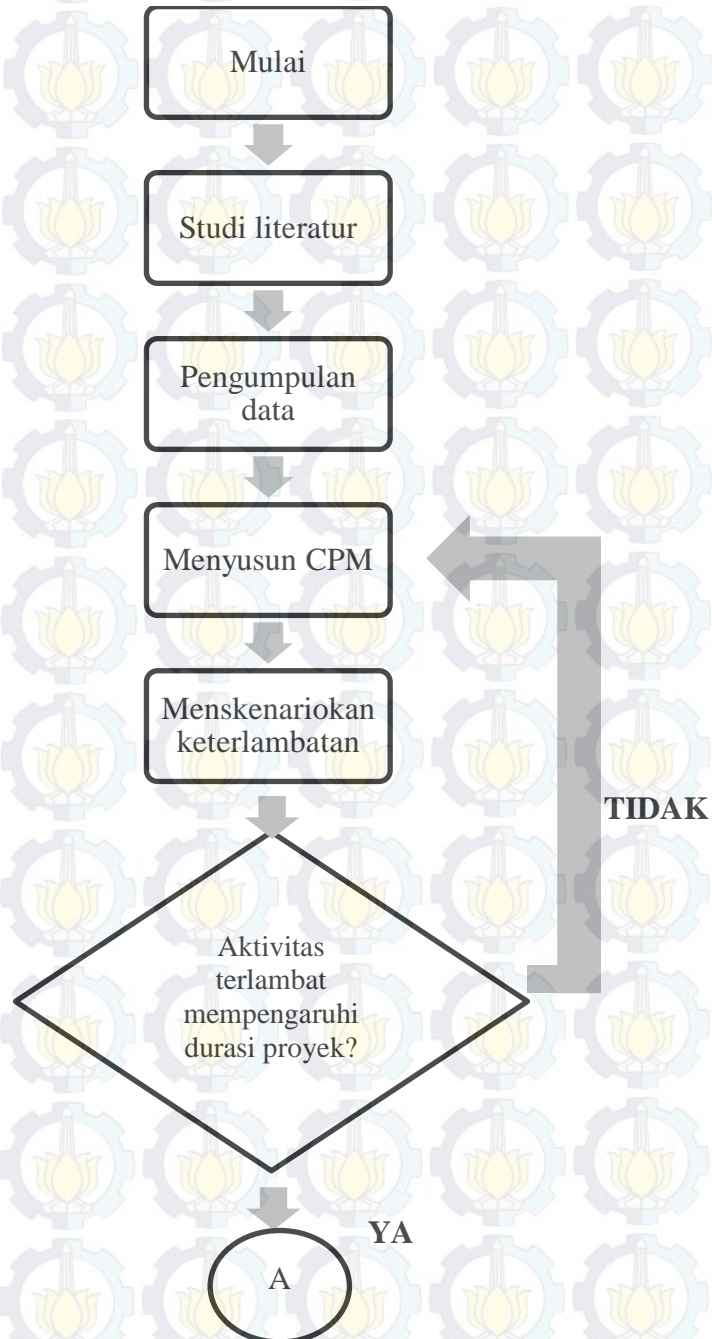 Mulai
Studi literatur
Pengumpulan
data
Menyusun CPM
Menskenariokan
keterlambatan
TIDAK
Aktivitas
terlambat
mempengaruhi
durasi proyek?
YA
A